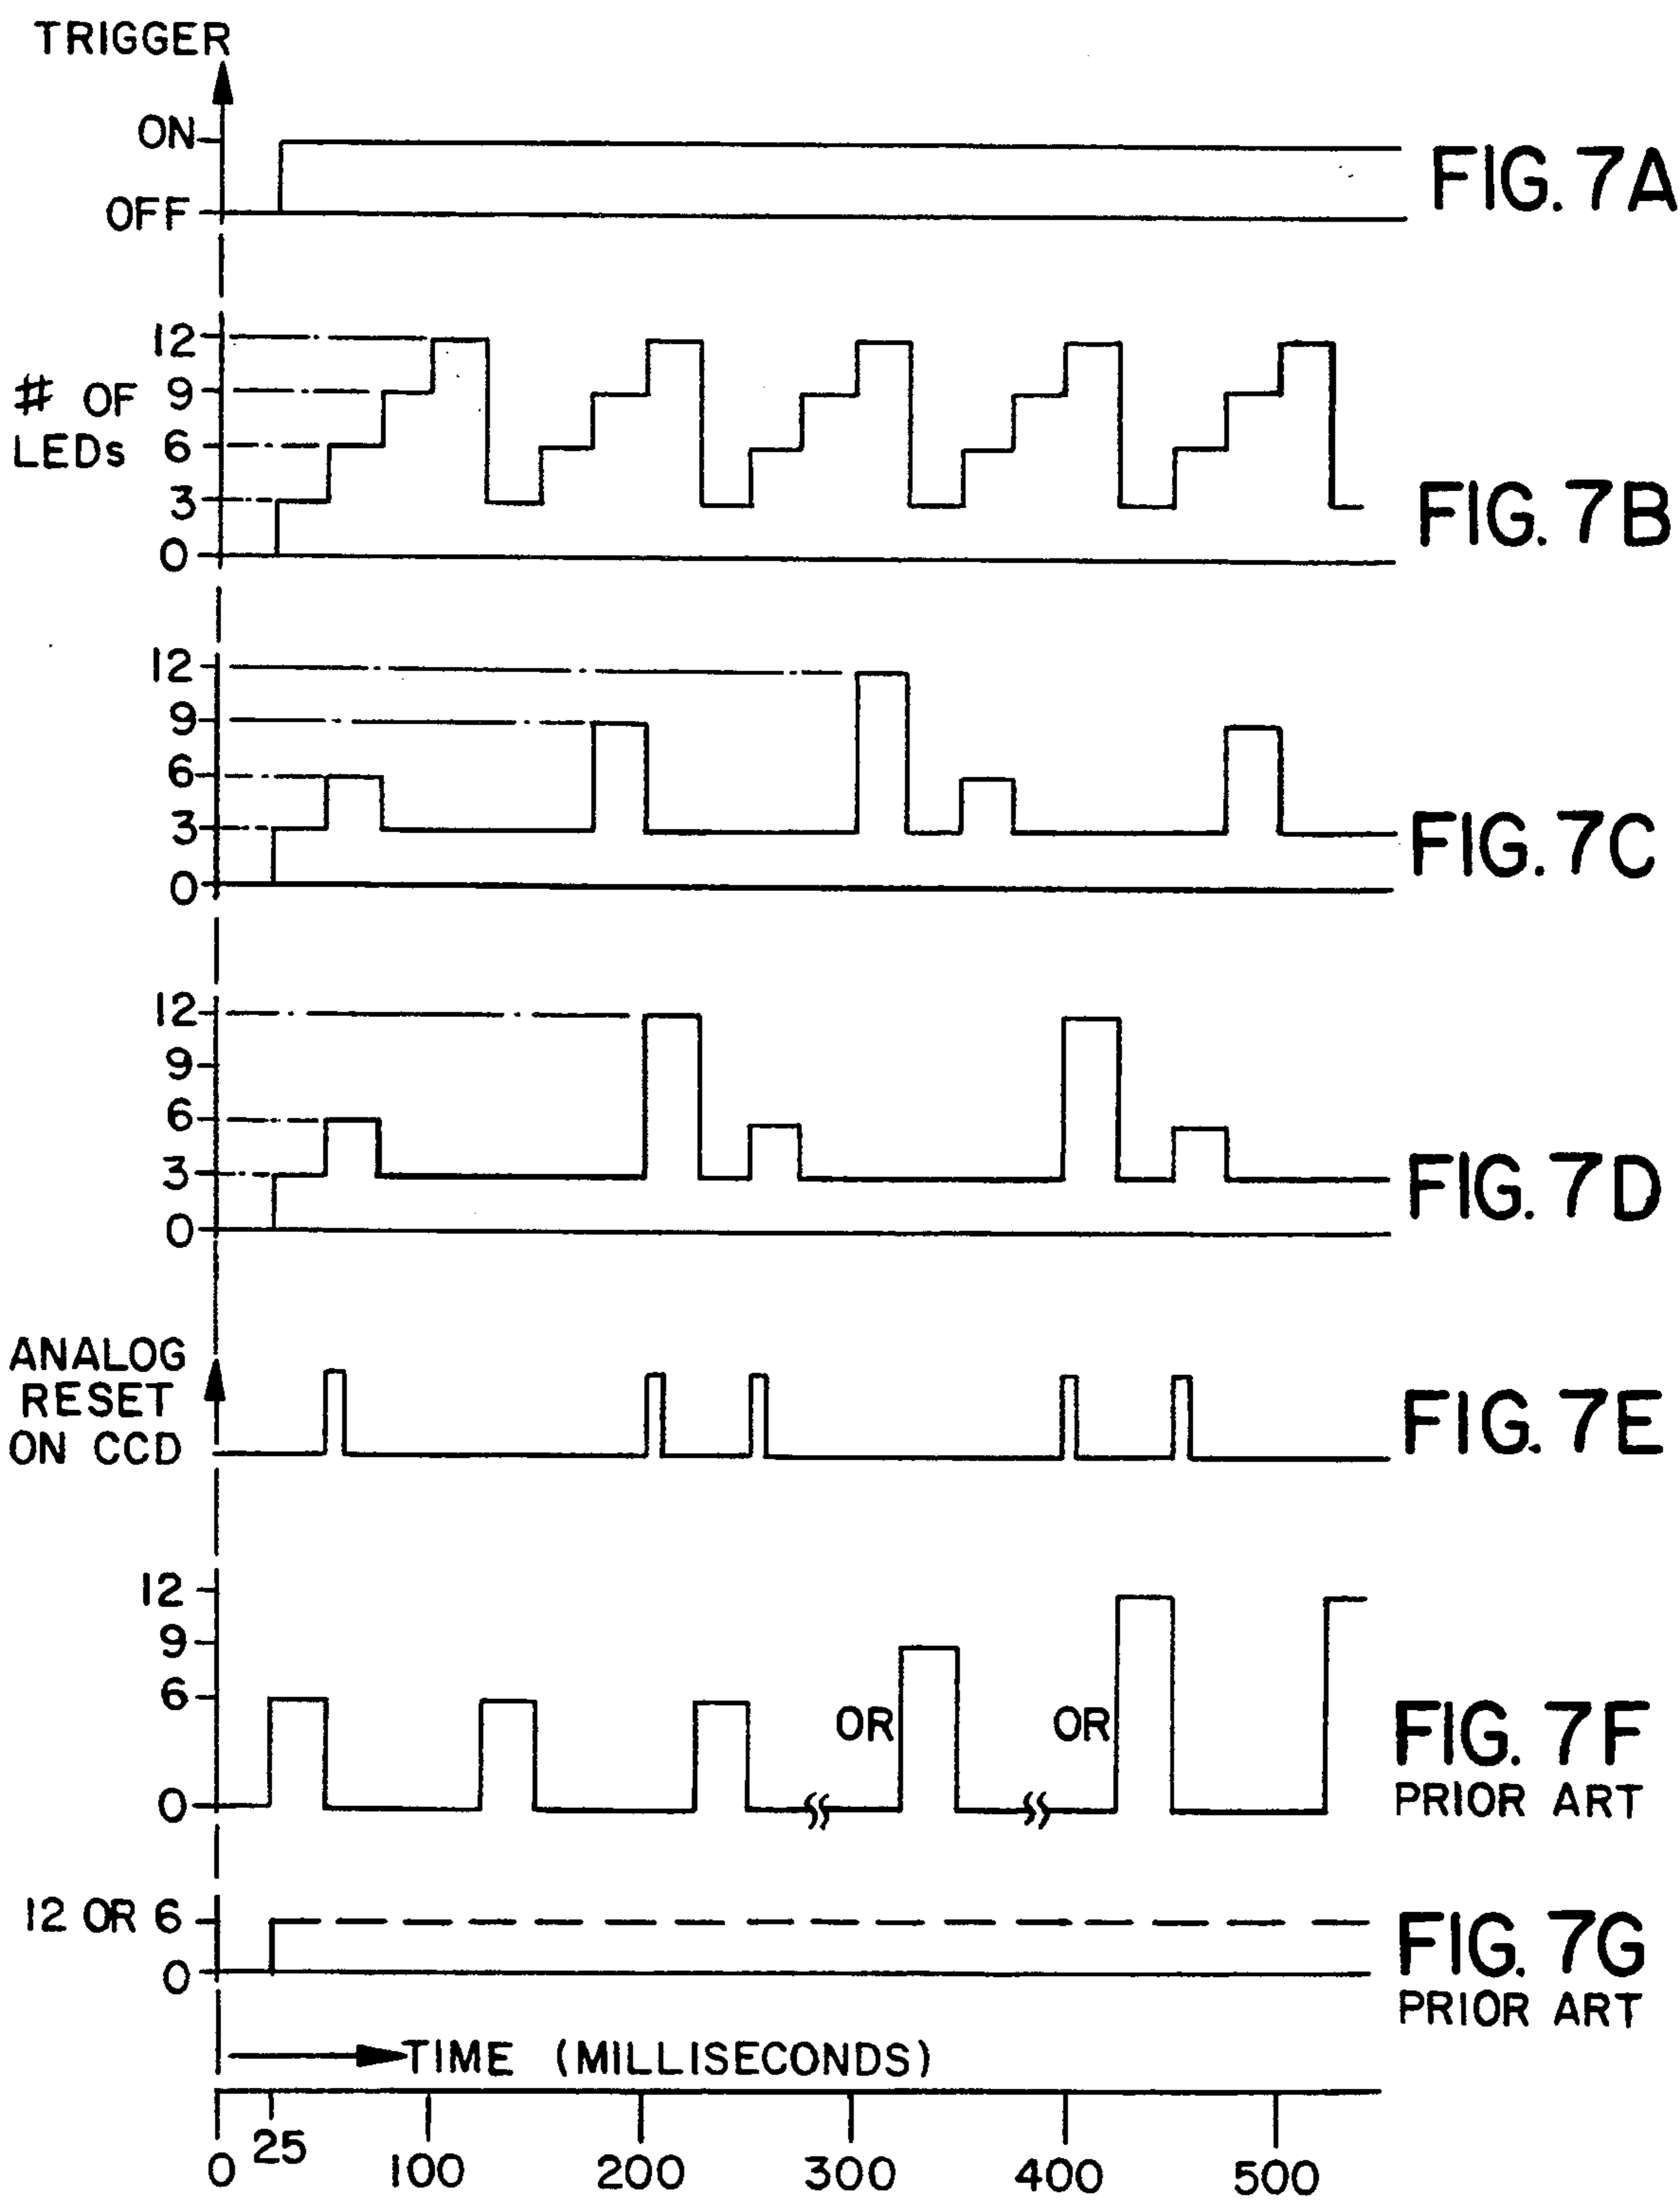 TRIGGER
ON
OFF
FIG. 7A
12
9
6
3
0
# OF
LEDs
FIG. 7B
12
9
6
3
0
FIG. 7C
12
9
6
3
0
FIG. 7D
ANALOG
RESET
ON CCD
FIG. 7E
12
9
6
0
OR
OR
FIG. 7F
PRIOR ART
12 OR 6
0
FIG. 7G
PRIOR ART
TIME (MILLISECONDS)
0 25 100 200 300 400 500